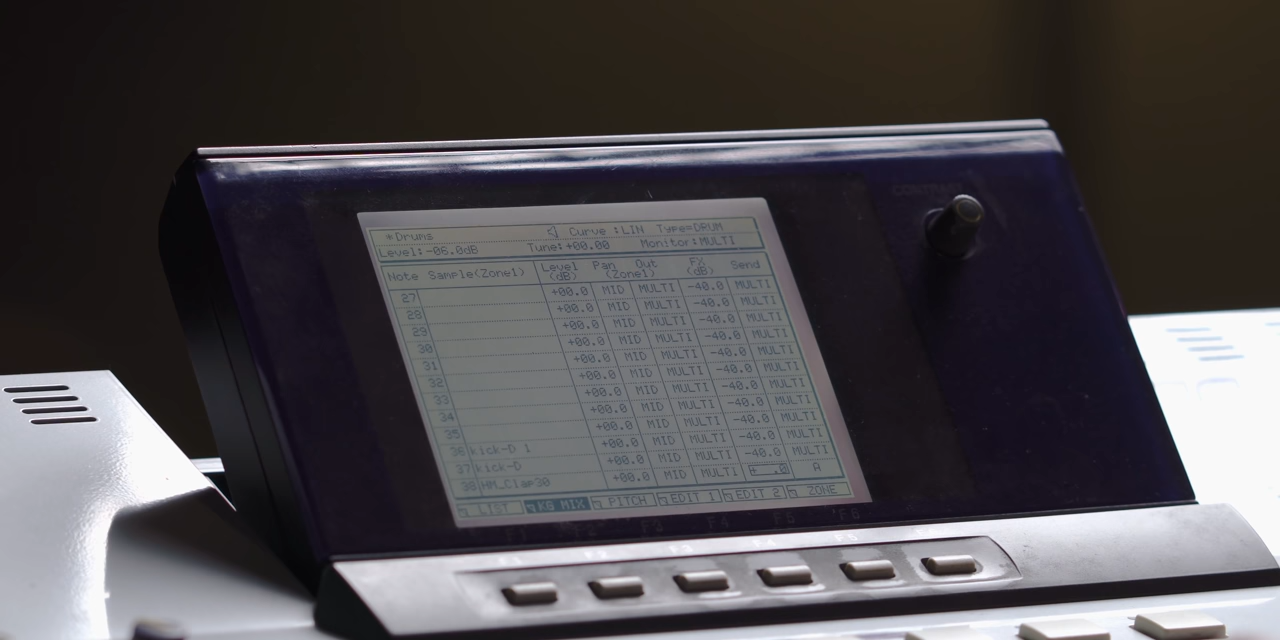 *Drums Curve :LIN Type=DRUM
Level:-06.0dB Tune:+00.00 Monitor:MULTI
Note Sample(Zone1) Level (dB) Pan Out (Zone1) FX (dB) Send
27 +00.0 MID MULTI -40.0 MULTI
28 +00.0 MID MULTI -40.0 MULTI
29 +00.0 MID MULTI -40.0 MULTI
30 +00.0 MID MULTI -40.0 MULTI
31 +00.0 MID MULTI -40.0 MULTI
32 +00.0 MID MULTI -40.0 MULTI
33 +00.0 MID MULTI -40.0 MULTI
34 +00.0 MID MULTI -40.0 MULTI
35 +00.0 MID MULTI -40.0 MULTI
36 kick-D 1 +00.0 MID MULTI -40.0 MULTI
37 kick-D +00.0 MID MULTI -40.0 MULTI
38 HM_Clap30 +00.0 MID MULTI A
LIST KG MIX PITCH EDIT 1 EDIT 2 ZONE
F2 F3 F4 F5